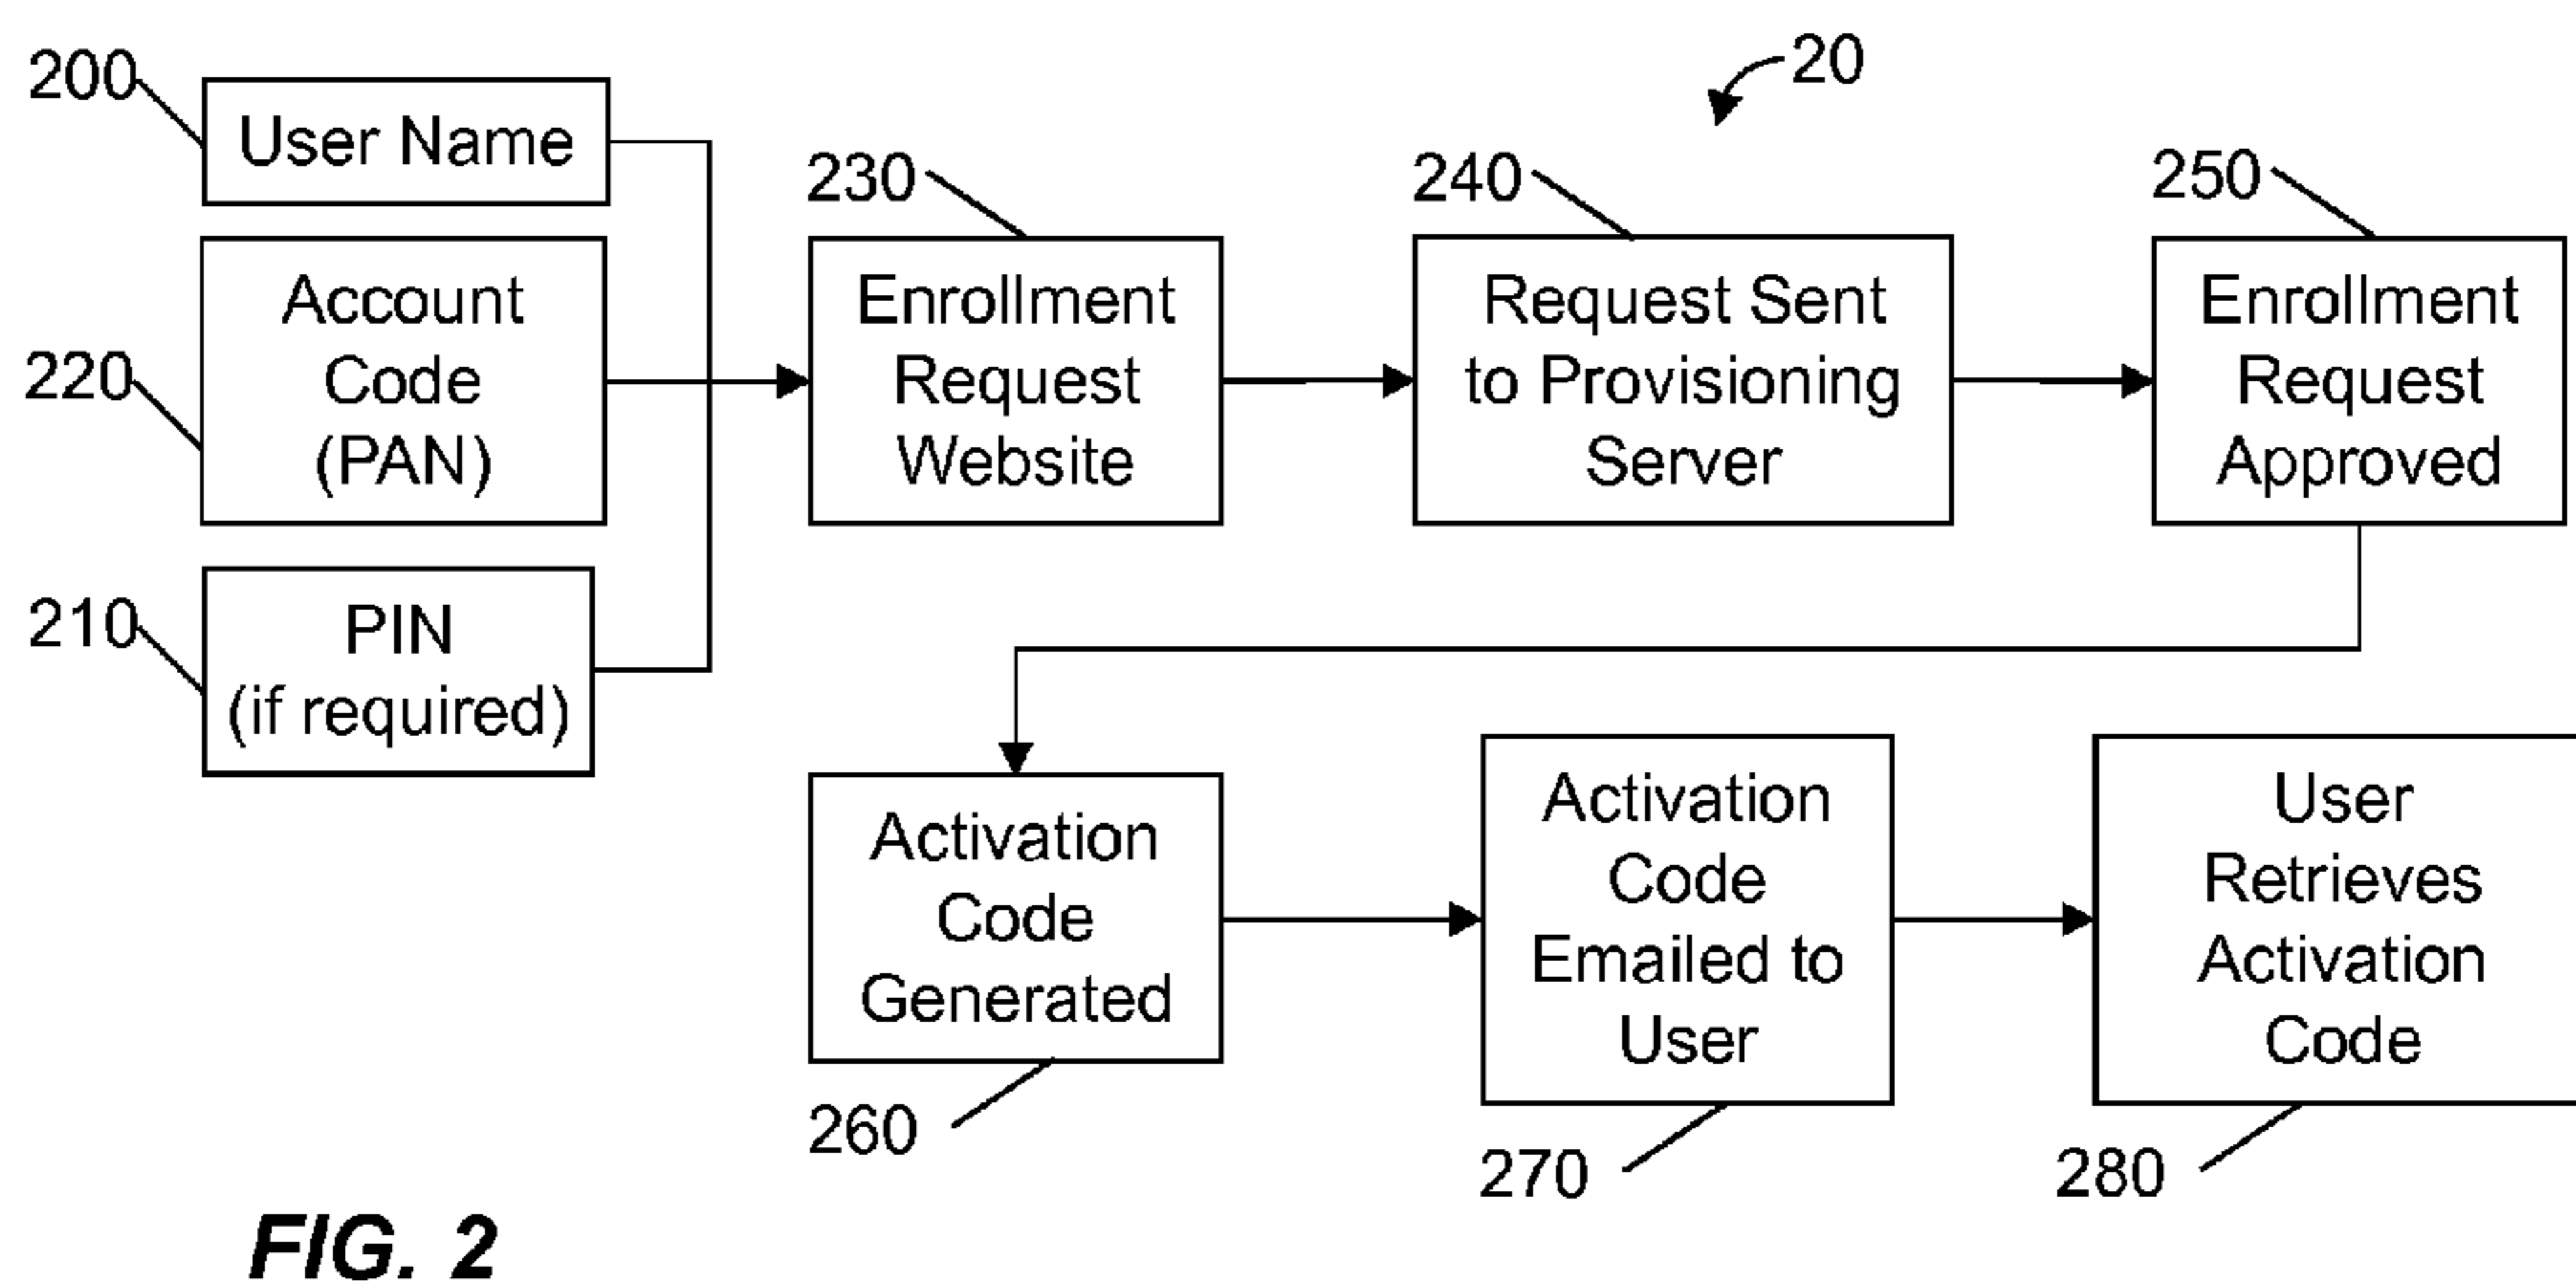 20
200
User Name
220
Account
Code
(PAN)
210
PIN
(if required)
230
Enrollment
Request
Website
240
Request Sent
to Provisioning
Server
250
Enrollment
Request
Approved
Activation
Code
Generated
260
Activation
Code
Emailed to
User
270
User
Retrieves
Activation
Code
280
FIG. 2